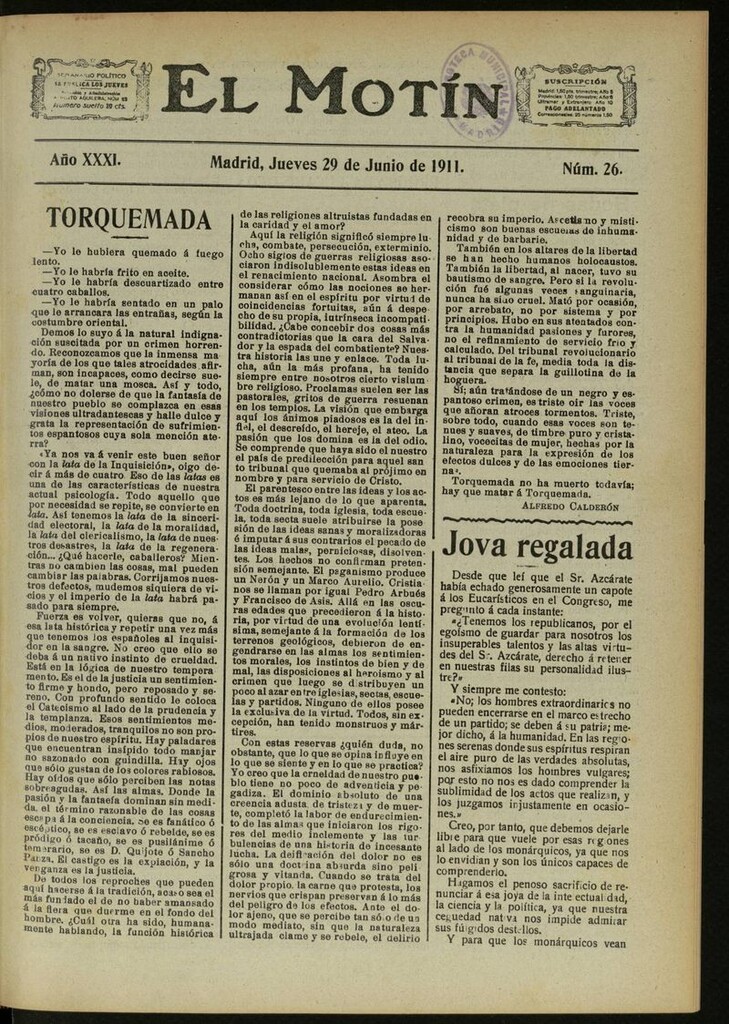 SEMANARIO POLÍTICO
SE PUBLICA LOS JUEVES
Número suelto 10 cts.
EL MOTÍN
BIBLIOTECA MUNICIPAL
MADRID
SUSCRIPCIÓN
PAGO ADELANTADO
Año XXXI.
Madrid, Jueves 29 de Junio de 1911.
Núm. 26.
TORQUEMADA
—Yo le hubiera quemado á fuego
lento.
—Yo le habría frito en aceite.
—Yo le habría descuartizado entre
cuatro caballos.
—Yo le habría sentado en un palo
que le arrancara las entrañas, según la
costumbre oriental.
Demos lo suyo á la natural indigna-
ción suscitada por un crimen horren-
do. Reconozcamos que la inmensa ma-
yoría de los que tales atrocidades afir-
man, son incapaces, como decirse sue-
le, de matar una mosca. Así y todo,
¿cómo no dolerse de que la fantasía de
nuestro pueblo se complazca en esas
visiones ultradantescas y halle dulce y
grata la representación de sufrimien-
tos espantosos cuya sola mención ate-
rra?
«Ya nos va á venir este buen señor
con la lata de la Inquisición», oigo de-
cir á más de cuatro Eso de las latas es
una de las características de nuestra
actual psicología. Todo aquello que
por necesidad se repite, se convierte en
lata. Así tenemos la lata de la sinceri-
dad electoral, la lata de la moralidad,
la lata del clericalismo, la lata de nues-
tros desastres, la lata de la regenera-
ción... ¿Qué hacerle, caballeros? Mien-
tras no cambien las cosas, mal pueden
cambiar las palabras. Corrijamos nues-
tros defectos, mudemos siquiera de vi-
cios y el imperio de la lata habrá pa-
sado para siempre.
Fuerza es volver, quieras que no, á
esa lata histórica y repetir una vez más
que tenemos los españoles al inquisi-
dor en la sangre. No creo que ello se
deba á un nativo instinto de crueldad.
Está en la lógica de nuestro tempera-
mento. Es el de la justicia un sentimien-
to firme y hondo, pero reposado y se-
reno. Con profundo sentido le coloca
el Catecismo al lado de la prudencia y
la templanza. Esos sentimientos me-
dios, moderados, tranquilos no son pro-
pios de nuestro espíritu. Hay paladares
que encuentran insípido todo manjar
no sazonado con guindilla. Hay ojos
que sólo gustan de los colores rabiosos.
Hay oídos que sólo perciben las notas
sobreagudas. Así las almas. Donde la
pasión y la fantasía dominan sin medi-
da, el término razonable de las cosas
escapa á la conciencia. Se es fanático ó
escéptico, se es esclavo ó rebelde, se es
pródigo ó tacaño, se es pusilánime ó
temerario, se es D. Quijote ó Sancho
Panza. El castigo es la expiación, y la
venganza es la justicia.
De todos los reproches que pueden
aquí hacerse á la tradición, acaso sea el
más fundado el de no haber amansado
á la fiera que duerme en el fondo del
hombre. ¿Cuál otra ha sido, humana-
mente hablando, la función histórica
de las religiones altruistas fundadas en
la caridad y el amor?
Aquí la religión significó siempre lu-
cha, combate, persecución, exterminio.
Ocho siglos de guerras religiosas aso-
ciaron indisolublemente estas ideas en
el renacimiento nacional. Asombra el
considerar cómo las nociones se her-
manan así en el espíritu por virtud de
coincidencias fortuitas, aún á despe-
cho de su propia, intrínseca incompati-
bilidad. ¿Cabe concebir dos cosas más
contradictorias que la cara del Salva-
dor y la espada del combatiente? Nues-
tra historia las une y enlace. Toda lu-
cha, aún la más profana, ha tenido
siempre entre nosotros cierto vislum-
bre religioso. Proclamas suelen ser las
pastorales, gritos de guerra resuenan
en los templos. La visión que embarga
aquí los ánimos piadosos es la del in-
fiel, el descreído, el hereje, el ateo. La
pasión que los domina es la del odio.
Se comprende que haya sido el nuestro
el país de predilección para aquel san-
to tribunal que quemaba al prójimo en
nombre y para servicio de Cristo.
El parentesco entre las ideas y los ac-
tos es más lejano de lo que aparenta.
Toda doctrina, toda iglesia, toda escue-
la, toda secta suele atribuirse la pose-
sión de las ideas sanas y moralizadoras
é imputar á sus contrarios el pecado de
las ideas malas, perniciosas, disolven-
tes. Los hechos no confirman preten-
sión semejante. El paganismo produce
un Nerón y un Marco Aurelio. Cristia-
nos se llaman por igual Pedro Arbués
y Francisco de Asís. Allá en las oscu-
ras edades que precedieron á la histo-
ria, por virtud de una evolución lentí-
sima, semejante á la formación de los
terrenos geológicos, debieron de en-
gendrarse en las almas los sentimien-
tos morales, los instintos de bien y de
mal, las disposiciones al heroísmo y al
crimen que luego se distribuyen un
poco al azar entre iglesias, sectas, escue-
las y partidos. Ninguno de ellos posee
la exclusiva de la virtud. Todos, sin ex-
cepción, han tenido monstruos y már-
tires.
Con estas reservas ¿quién duda, no
obstante, que lo que se opina influye en
lo que se siente y en lo que se practica?
Yo creo que la crueldad de nuestro pue-
blo tiene no poco de adventicia y pe-
gadiza. El dominio absoluto de una
creencia adusta, de tristeza y de muer-
te, completó la labor de endurecimien-
to de las almas que iniciaron los rigo-
res del medio inclemente y las tur-
bulencias de una historia de incesante
lucha. La deificación del dolor no es
sólo una doctrina absurda sino peli
grosa y vitanda. Cuando se trata del
dolor propio, la carne que protesta, los
nervios que crispan preservan á lo más
del peligro de los efectos. Ante el do-
lor ajeno, que se percibe tan sólo de un
modo mediato, sin que la naturaleza
ultrajada clame y se rebele, el delirio
recobra su imperio. Ascetismo y misti-
cismo son buenas escuelas de inhuma-
nidad y de barbarie.
También en los altares de la libertad
se han hecho humanos holocaustos.
También la libertad, al nacer, tuvo su
bautismo de sangre. Pero si la revolu-
ción fué algunas veces sanguinaria,
nunca ha sido cruel. Mató por ocasión,
por arrebato, no por sistema y por
principios. Hubo en sus atentados con-
tra la humanidad pasiones y furores,
no el refinamiento de servicio frío y
calculado. Del tribunal revolucionario
al tribunal de la fe, media toda la dis-
tancia que separa la guillotina de la
hoguera.
Sí; aún tratándose de un negro y es-
pantoso crimen, es triste oir las voces
que añoran atroces tormentos. Triste,
sobre todo, cuando esas voces son te-
nues y suaves, de timbre puro y crista-
lino, vocecitas de mujer, hechas por la
naturaleza para la expresión de los
efectos dulces y de las emociones tier-
nas.
Torquemada no ha muerto todavía;
hay que matar á Torquemada.
ALFREDO CALDERÓN
Jova regalada
Desde que leí que el Sr. Azcárate
había echado generosamente un capote
á los Eucarísticos en el Congreso, me
pregunto á cada instante:
«¿Tenemos los republicanos, por el
egoismo de guardar para nosotros los
insuperables talentos y las altas virtu-
des del Sr. Azcárate, derecho á retener
en nuestras filas su personalidad ilus-
tre?»
Y siempre me contesto:
«No; los hombres extraordinarios no
pueden encerrarse en el marco estrecho
de un partido; se deben á su patria; me-
jor dicho, á la humanidad. En las regio-
nes serenas donde sus espíritus respiran
el aire puro de las verdades absolutas,
nos asfixiamos los hombres vulgares;
por esto no nos es dado comprender la
sublimidad de los actos que realizan, y
los juzgamos injustamente en ocasio-
nes.»
Creo, por tanto, que debemos dejarle
libre para que vuele por esas regiones
al lado de los monárquicos, ya que nos
lo envidian y son los únicos capaces de
comprenderlo.
Hagamos el penoso sacrificio de re-
nunciar á esa joya de la intelectualidad,
la ciencia y la política, ya que nuestra
ceguedad nativa nos impide admirar
sus fúlgidos destellos.
Y para que los monárquicos vean